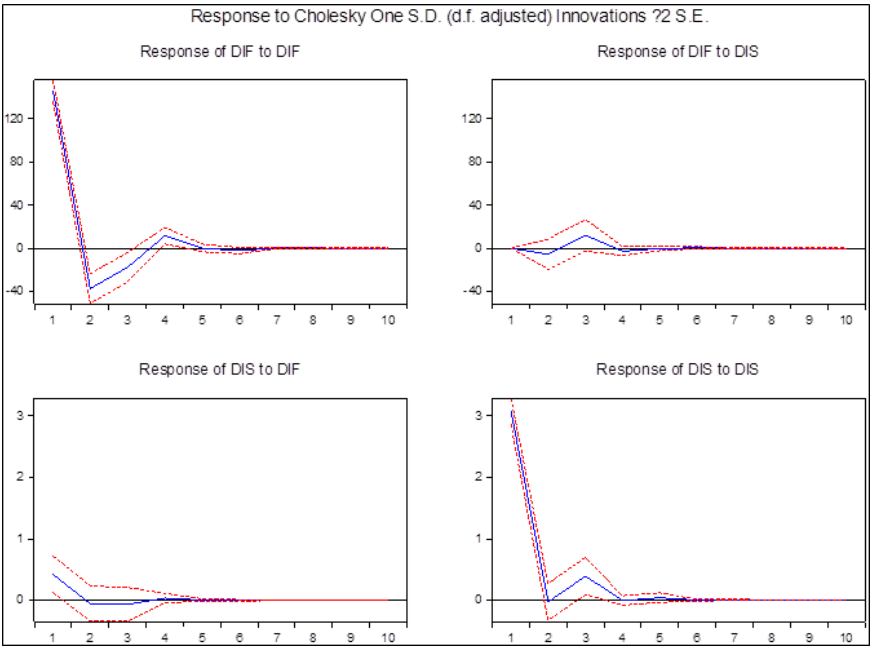 Response to Cholesky One S.D. (d.f. adjusted) Innovations ?2 S.E.
Response of DIF to DIF
120
80
40
0
-40
1 2 3 4 5 6 7 8 9 10
Response of DIF to DIS
120
80
40
0
-40
1 2 3 4 5 6 7 8 9 10
Response of DIS to DIF
3
2
1
0
1 2 3 4 5 6 7 8 9 10
Response of DIS to DIS
3
2
1
0
1 2 3 4 5 6 7 8 9 10